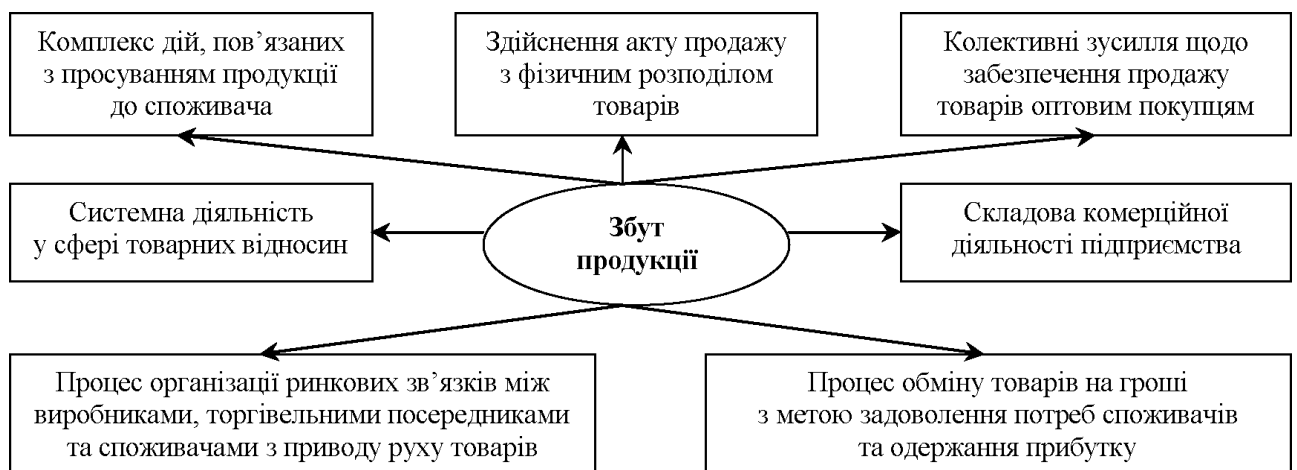 Комплекс дій, пов’язаних
з просуванням продукції
до споживача
Здійснення акту продажу
з фізичним розподілом
товарів
Колективні зусилля щодо
забезпечення продажу
товарів оптовим покупцям
Системна діяльність
у сфері товарних відносин
Збут
продукції
Складова комерційної
діяльності підприємства
Процес організації ринкових зв’язків між
виробниками, торгівельними посередниками
та споживачами з приводу руху товарів
Процес обміну товарів на гроші
з метою задоволення потреб споживачів
та одержання прибутку